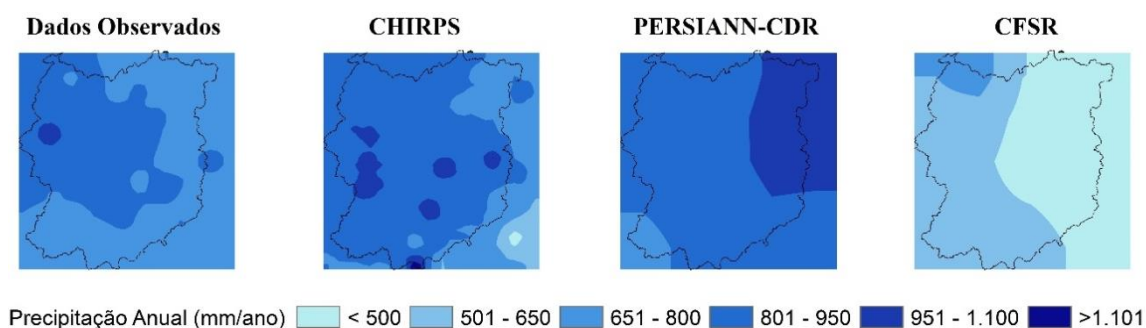 Dados Observados CHIRPS PERSIANN-CDR CFSR
Precipitação Anual (mm/ano) < 500 501 - 650 651 - 800 801 - 950 951 - 1.100 >1.101